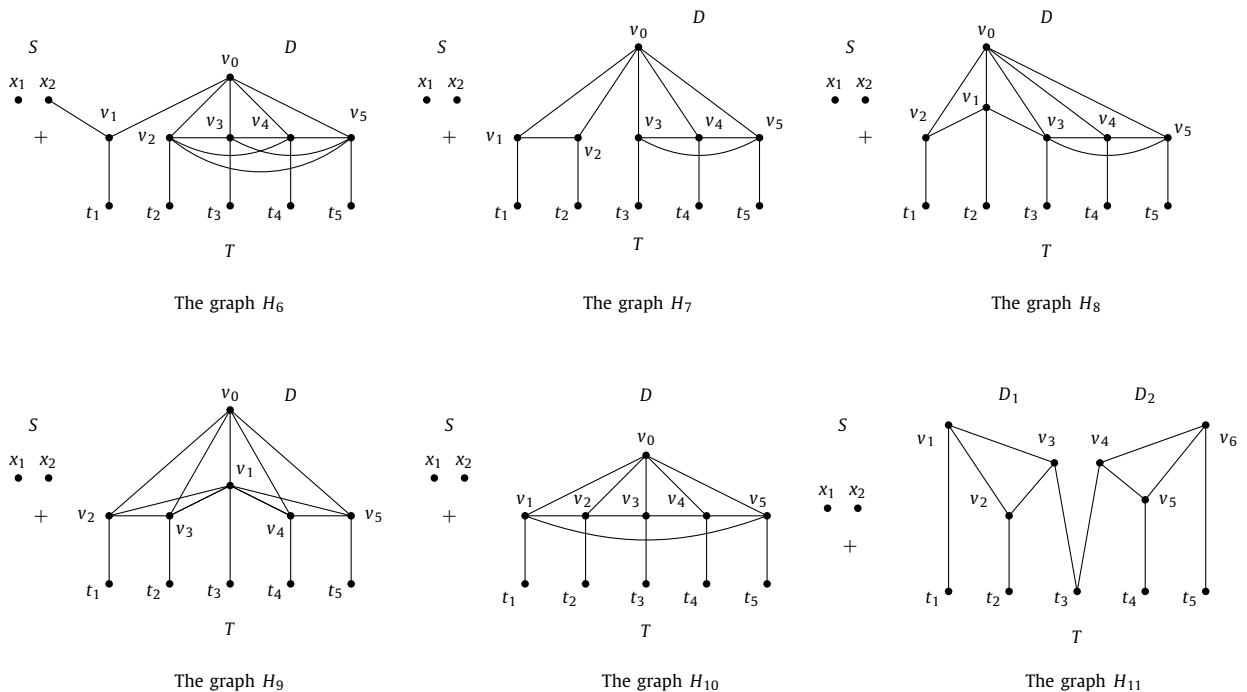 S D
x1 x2 v0
v1 v2 v3 v4 v5
+
t1 t2 t3 t4 t5
T
The graph H6
S D
x1 x2 v0
v1 v2 v3 v4 v5
+
t1 t2 t3 t4 t5
T
The graph H7
S D
x1 x2 v0
v2 v1 v3 v4 v5
+
t1 t2 t3 t4 t5
T
The graph H8
S D
x1 x2 v0
v2 v3 v1 v4 v5
+
t1 t2 t3 t4 t5
T
The graph H9
S D
x1 x2 v0
v1 v2 v3 v4 v5
+
t1 t2 t3 t4 t5
T
The graph H10
S D1 D2
x1 x2
v1 v2 v3 v4 v5 v6
+
t1 t2 t3 t4 t5
T
The graph H11